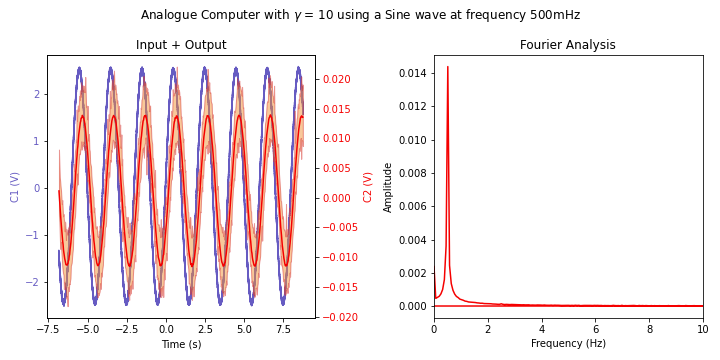 Analogue Computer with γ = 10 using a Sine wave at frequency 500mHz
Input + Output
C1 (V)
2
1
0
−1
−2
−7.5 −5.0 −2.5 0.0 2.5 5.0 7.5
Time (s)
0.020
0.015
0.010
0.005
0.000
−0.005
−0.010
−0.015
−0.020
C2 (V)
Fourier Analysis
Amplitude
0.014
0.012
0.010
0.008
0.006
0.004
0.002
0.000
0 2 4 6 8 10
Frequency (Hz)